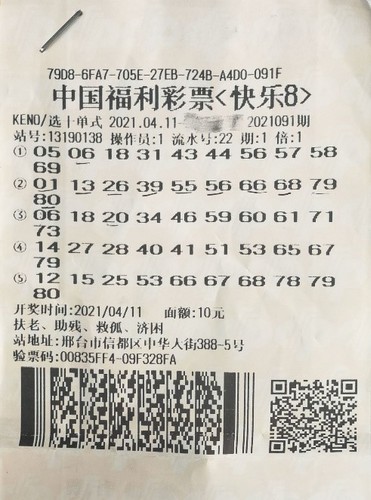 79D8-6FA7-705E-27EB-724B-A4D0-091F
中国福利彩票<快乐8>
KENO/选十单式 2021.04.11- 2021091期
站号:13190138 操作员:1 流水号:22 期:1 倍:1
① 05 06 18 31 43 44 56 57 58
69
② 01 13 26 39 55 56 66 68 79
80
③ 06 18 20 34 46 59 60 61 71
73
④ 14 27 28 40 41 51 53 65 67
79
⑤ 12 15 25 53 66 67 68 78 79
80
开奖时间:2021/04/11 面额:10元
扶老、助残、救孤、济困
站地址:邢台市信都区中华大街388-5号
验票码:00835FF4-09F328FA